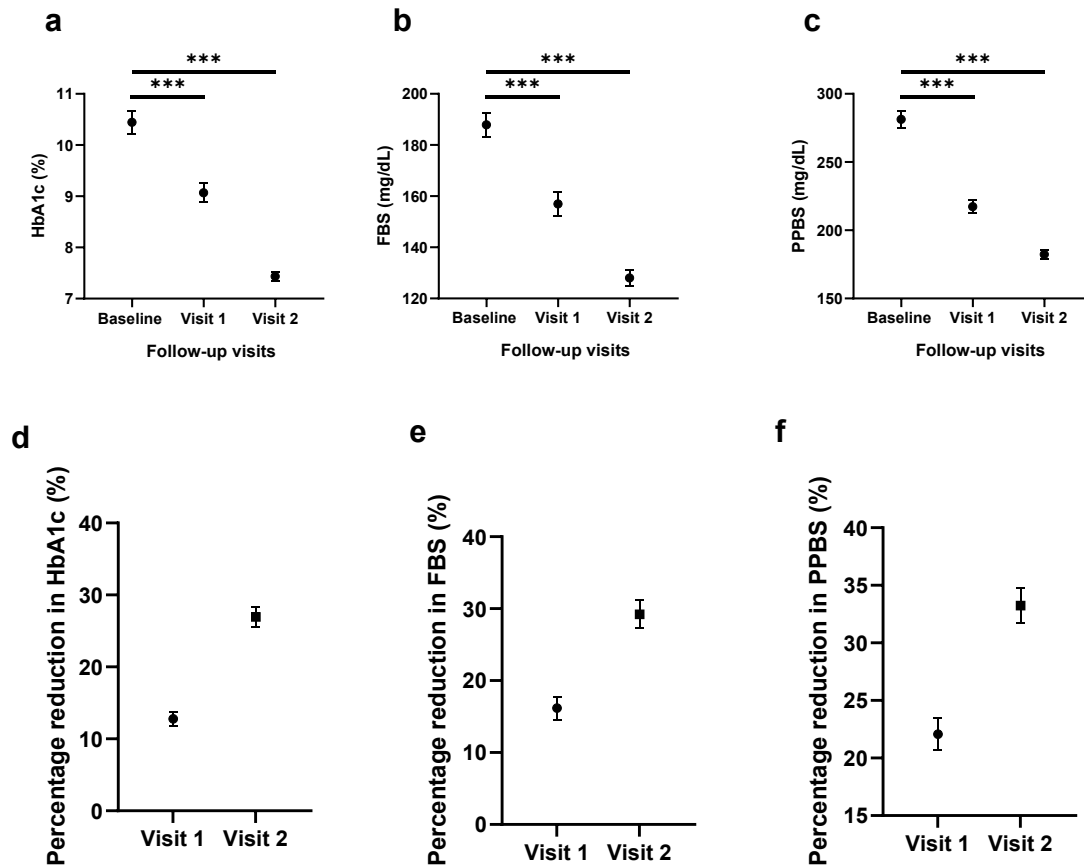 a
***
***
HbA1c (%)
11
10
9
8
7
Baseline Visit 1 Visit 2
Follow-up visits
b
***
***
FBS (mg/dL)
200
180
160
140
120
Baseline Visit 1 Visit 2
Follow-up visits
c
***
***
PPBS (mg/dL)
300
250
200
150
Baseline Visit 1 Visit 2
Follow-up visits
d
Percentage reduction in HbA1c (%)
40
30
20
10
0
Visit 1 Visit 2
e
Percentage reduction in FBS (%)
40
30
20
10
0
Visit 1 Visit 2
f
Percentage reduction in PPBS (%)
40
35
30
25
20
15
Visit 1 Visit 2